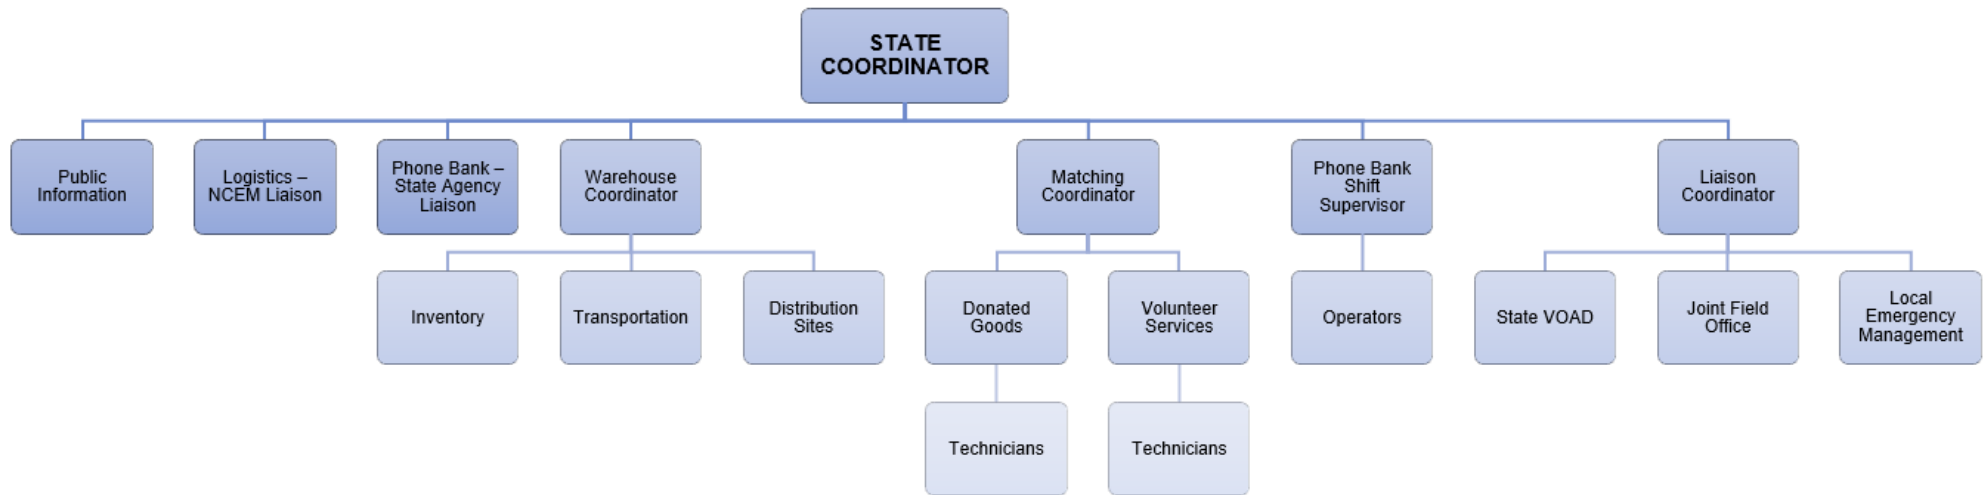 STATE
COORDINATOR
Public
Information
Logistics –
NCEM Liaison
Phone Bank –
State Agency
Liaison
Warehouse
Coordinator
Matching
Coordinator
Phone Bank
Shift
Supervisor
Liaison
Coordinator
Inventory
Transportation
Distribution
Sites
Donated
Goods
Volunteer
Services
Operators
State VOAD
Joint Field
Office
Local
Emergency
Management
Technicians
Technicians